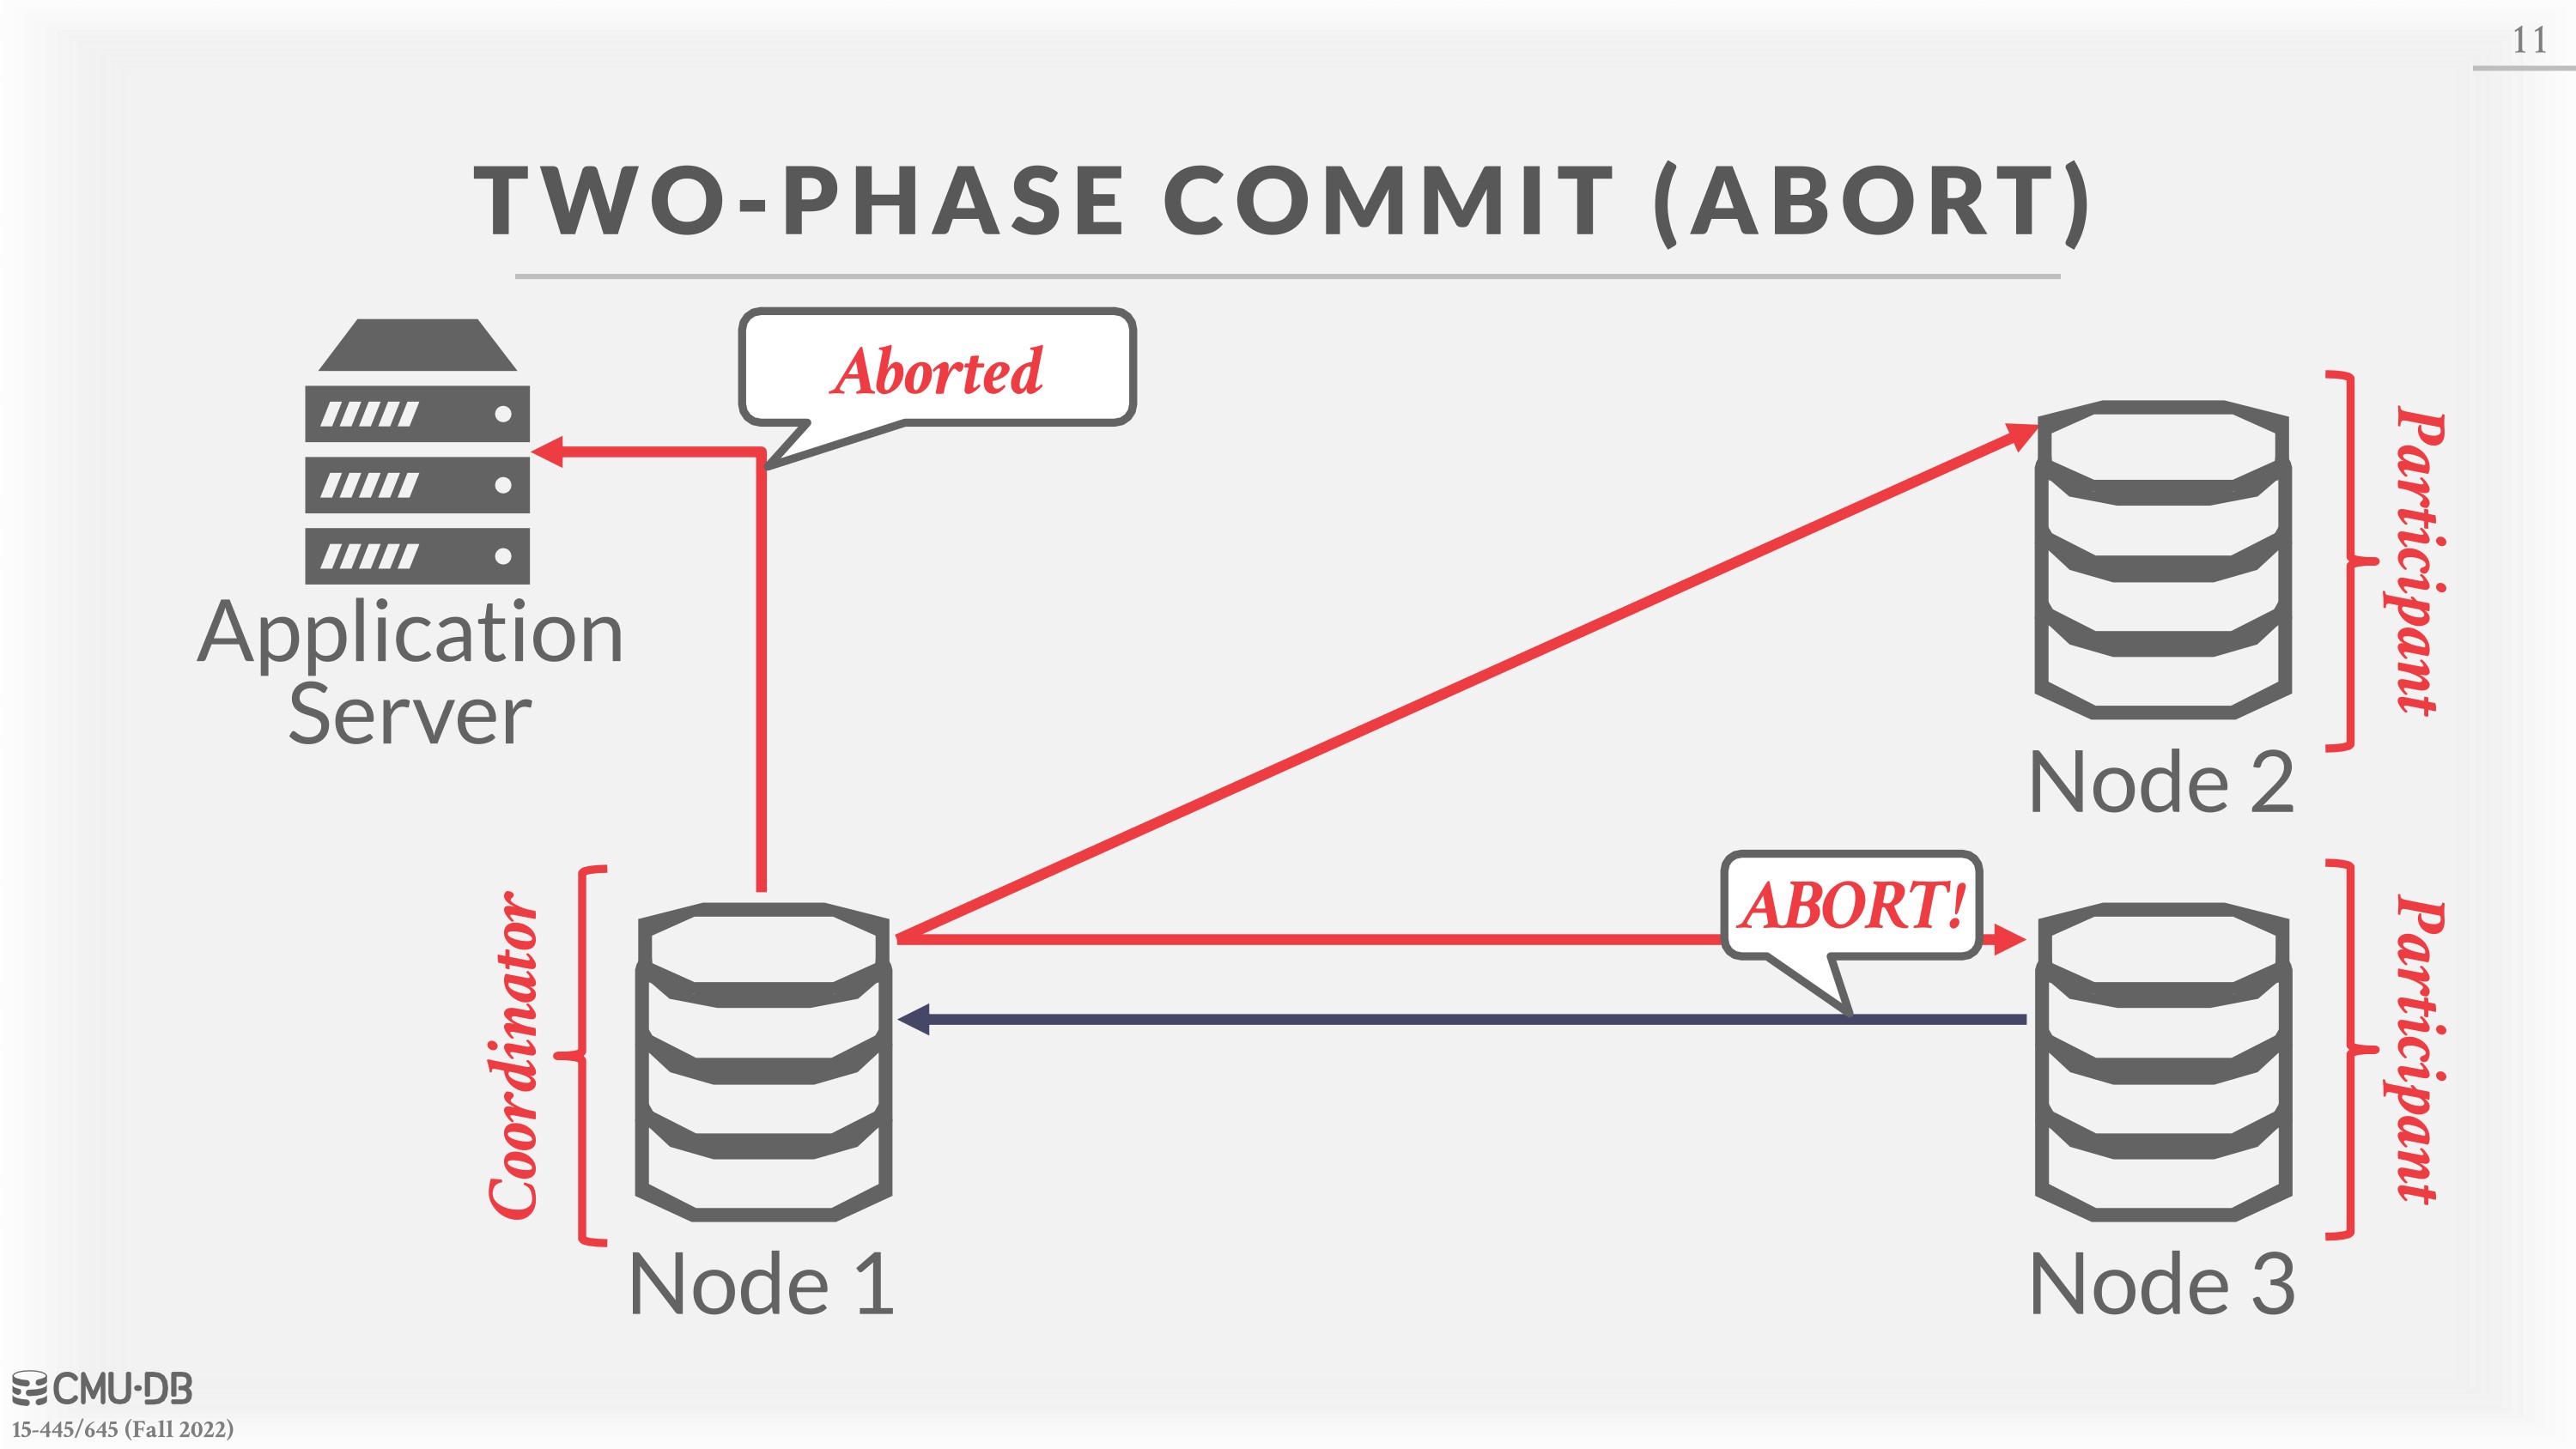 11
TWO-PHASE COMMIT (ABORT)
Aborted
Application
Server
Participant
Node 2
ABORT!
Coordinator
Participant
Node 1
Node 3
CMU·DB
15-445/645 (Fall 2022)